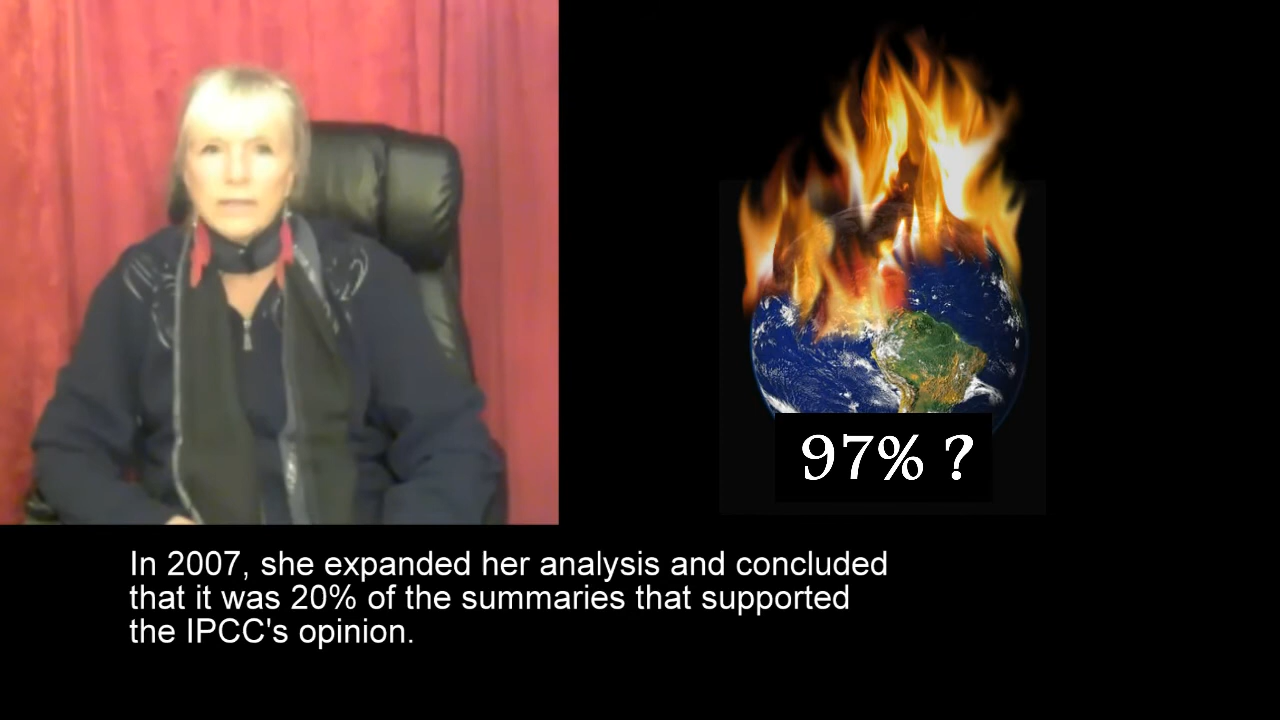 97% ?
In 2007, she expanded her analysis and concluded
that it was 20% of the summaries that supported
the IPCC's opinion.